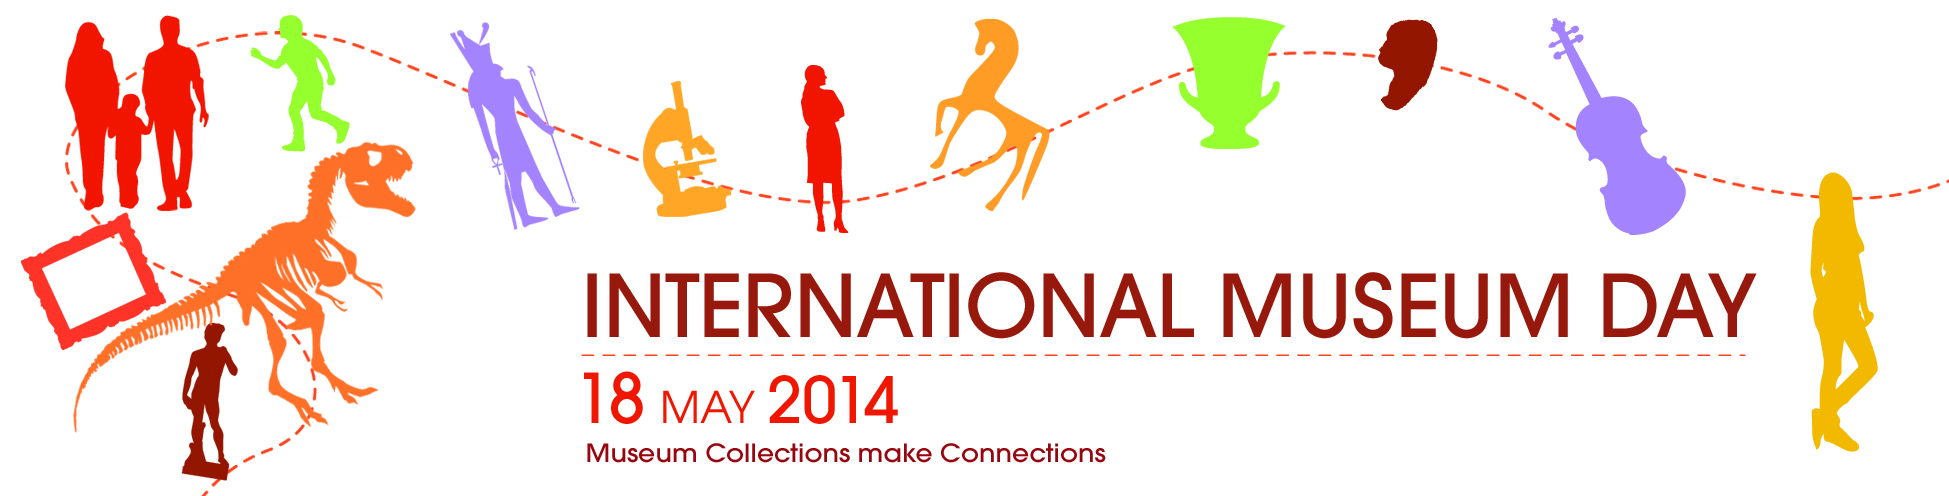 INTERNATIONAL MUSEUM DAY
18 MAY 2014
Museum Collections make Connections